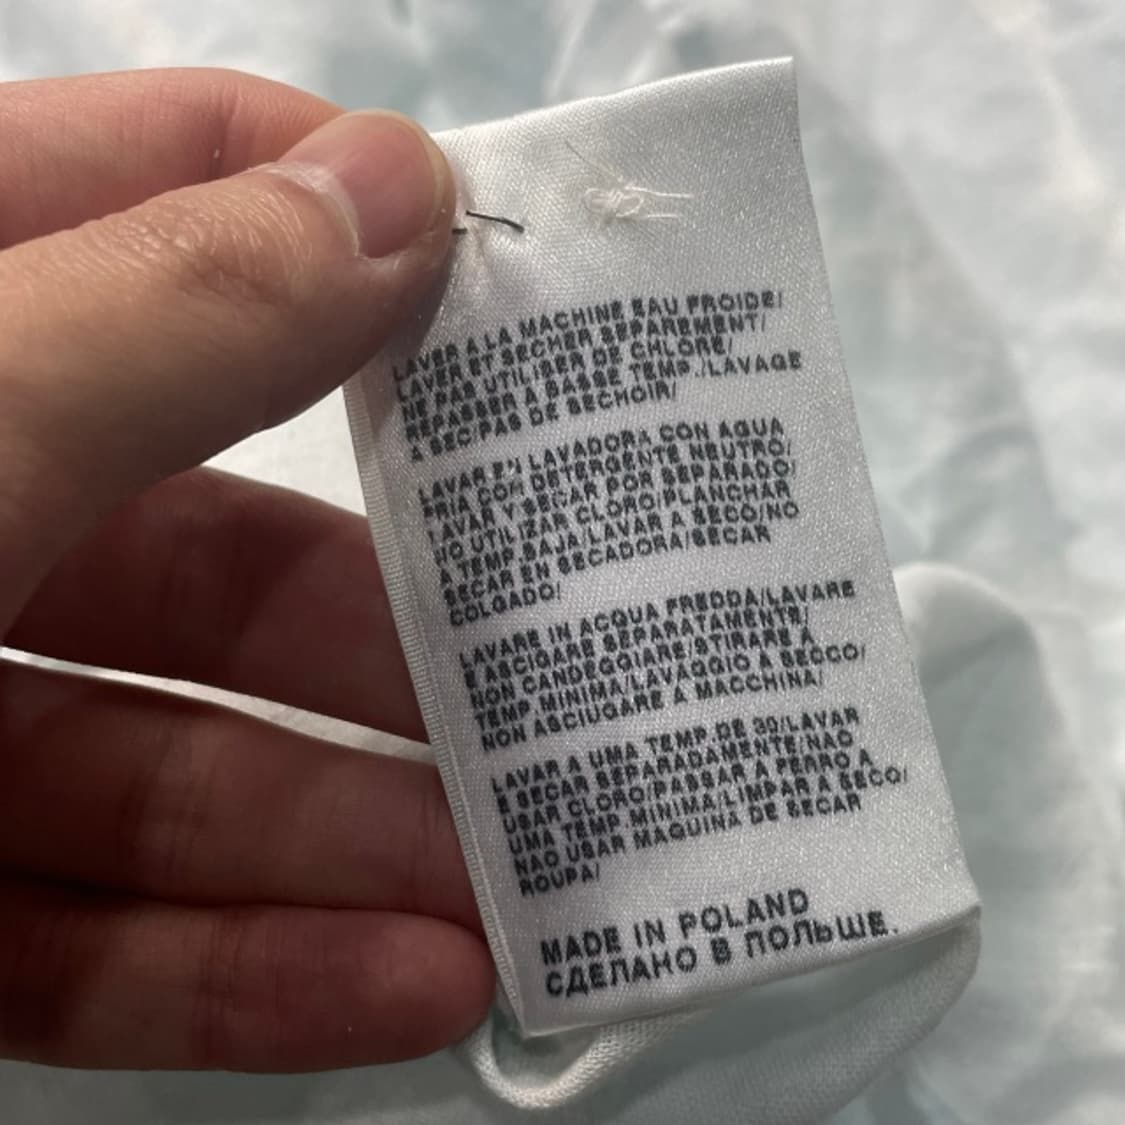 LAVER A LA MACHINE EAU FROIDE/
LAVER ET SECHER SEPAREMENT/
NE PAS UTILISER DE CHLORE/
REPASSER A BASSE TEMP./LAVAGE
A SEC/PAS DE SECHOIR/
LAVAR EN LAVADORA CON AGUA
FRIA CON DETERGENTE NEUTRO/
LAVAR Y SECAR POR SEPARADO/
NO UTILIZAR CLORO/PLANCHAR
A TEMP. BAJA/LAVAR A SECO/NO
SECAR EN SECADORA/SECAR
COLGADO/
LAVARE IN ACQUA FREDDA/LAVARE
E ASCIGARE SEPARATAMENTE/
NON CANDEGGIARE/STIRARE A
TEMP. MINIMA/LAVAGGIO A SECCO/
NON ASCIUGARE A MACCHINA/
LAVAR A UMA TEMP. DE 30/LAVAR
E SECAR SEPARADAMENTE/NAO
USAR CLORO/PASSAR A FERRO A
UMA TEMP MINIMA/LIMPAR A SECO/
NAO USAR MAQUINA DE SECAR
ROUPA/
MADE IN POLAND
СДЕЛАНО В ПОЛЬШЕ.